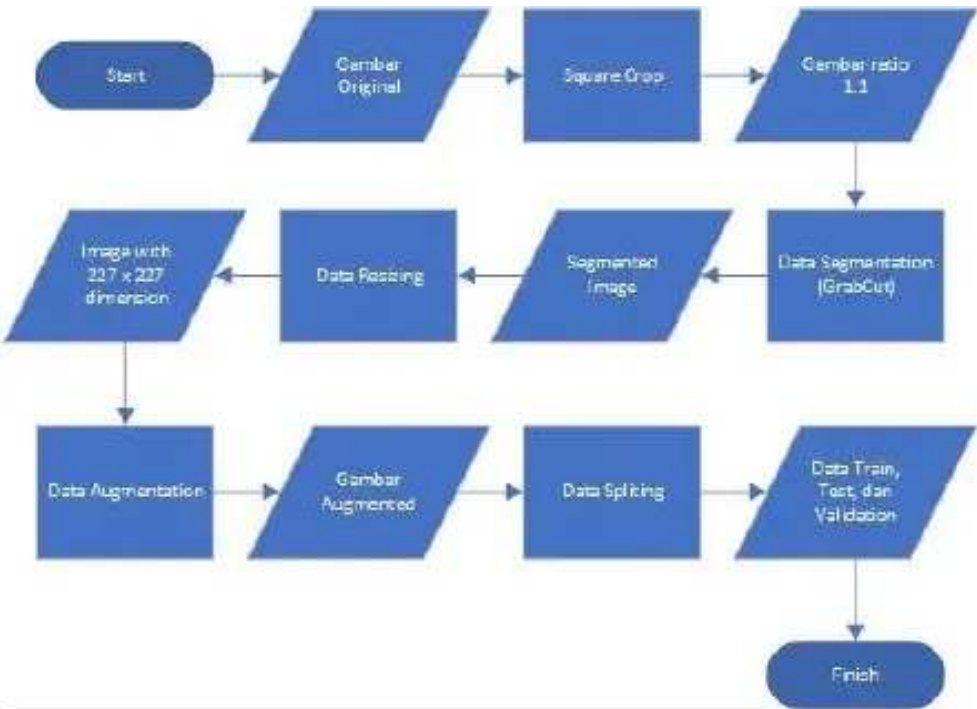 Start
Gambar
Original
Square Crop
Gambar ratio
1.1
Data Segmentation
(GrabCut)
Segmented
Image
Data Resizing
Image with
227 x 227
dimension
Data Augmentation
Gambar
Augmented
Data Spliting
Data Train,
Test, dan
Validation
Finish